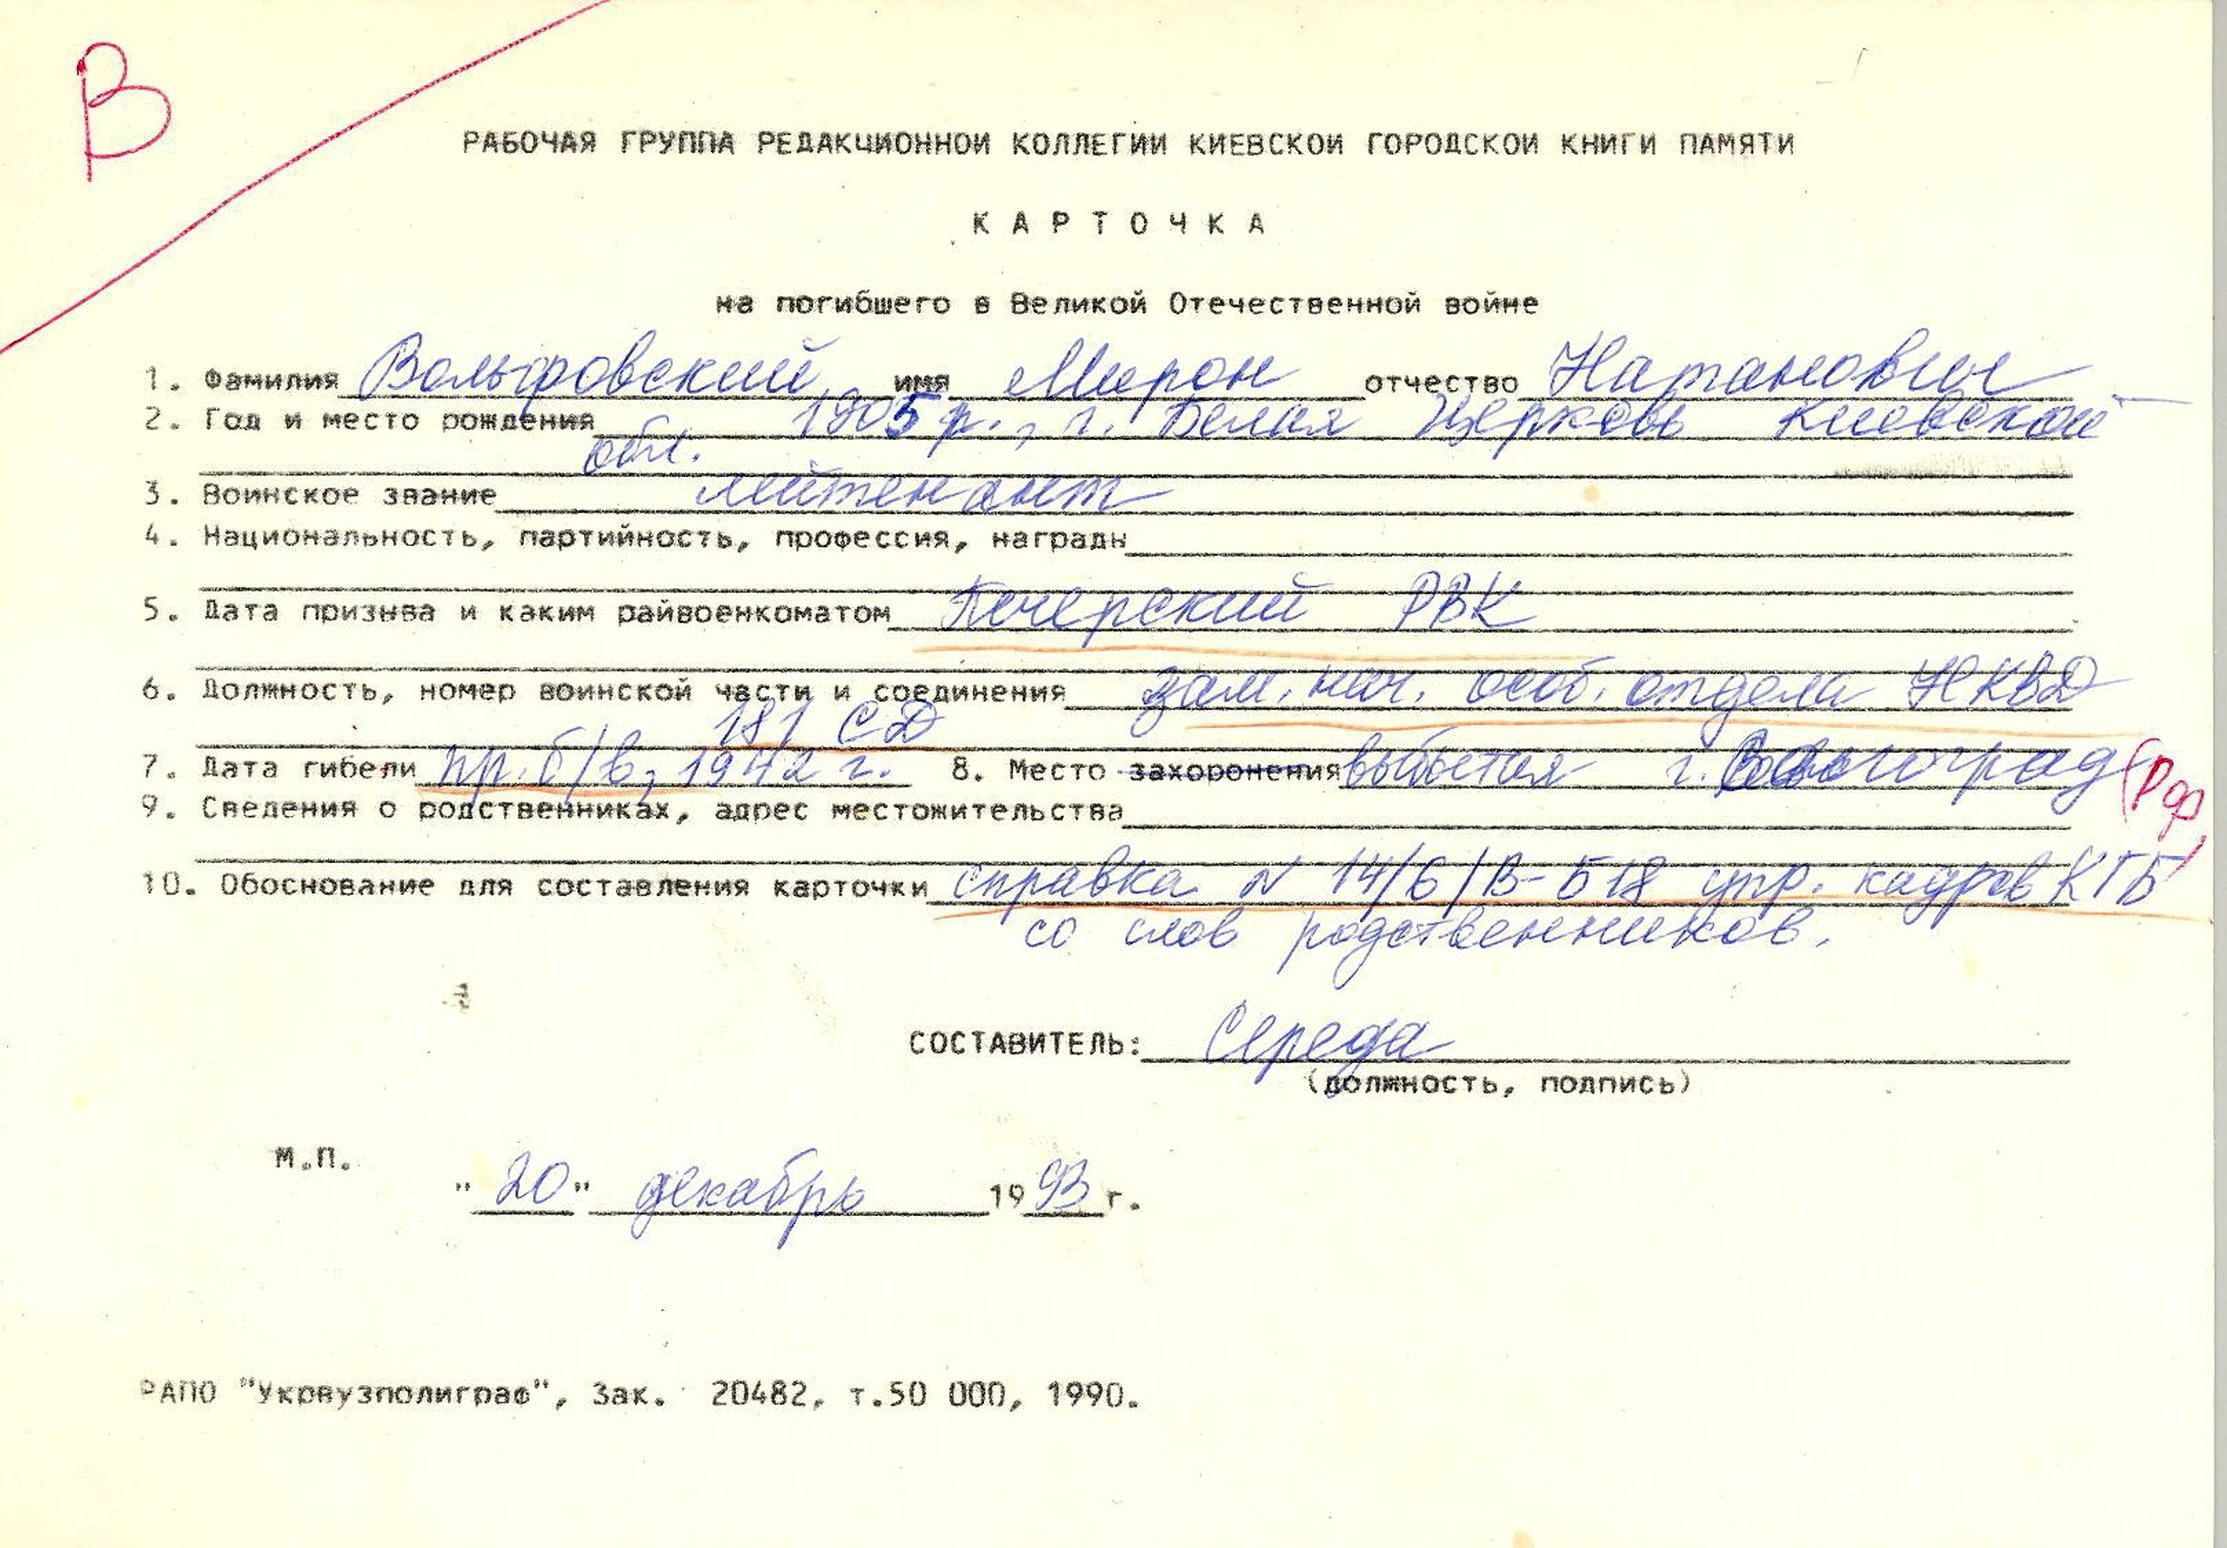 В
РАБОЧАЯ ГРУППА РЕДАКЦИОННОЙ КОЛЛЕГИИ КИЕВСКОЙ ГОРОДСКОЙ КНИГИ ПАМЯТИ
КАРТОЧКА
на погибшего в Великой Отечественной войне
1. Фамилия Вольфровский имя Мирон отчество Натанович
2. Год и место рождения 1905 р., г. Белая Церковь Киевской
обл.
3. Воинское звание лейтенант
4. Национальность, партийность, профессия, награды
5. Дата призыва и каким райвоенкоматом Печерский РВК
6. Должность, номер воинской части и соединения зам. нач. особ. отдела НКВД
181 СД
7. Дата гибели пр. б/в, 1942 г. 8. Место захоронения выбытия г. Волгоград (Рф)
9. Сведения о родственниках, адрес местожительства
10. Обоснование для составления карточки справка N 14/6/В-518 упр. кадров КГБ
со слов родственников.
СОСТАВИТЕЛЬ: Середа
(должность, подпись)
М.П.
"20" декабрь 1993 г.
РАПО "Укрвузполиграф", Зак. 20482, т.50 000, 1990.